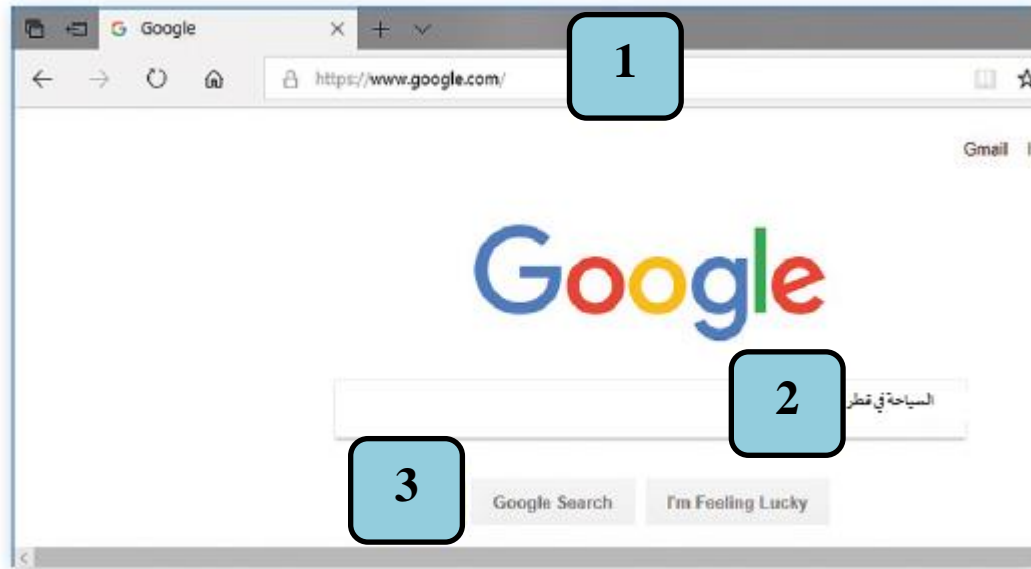 Google
1
https://www.google.com/
Gmail
Google
2
السياحة في قطر
3
Google Search
I'm Feeling Lucky